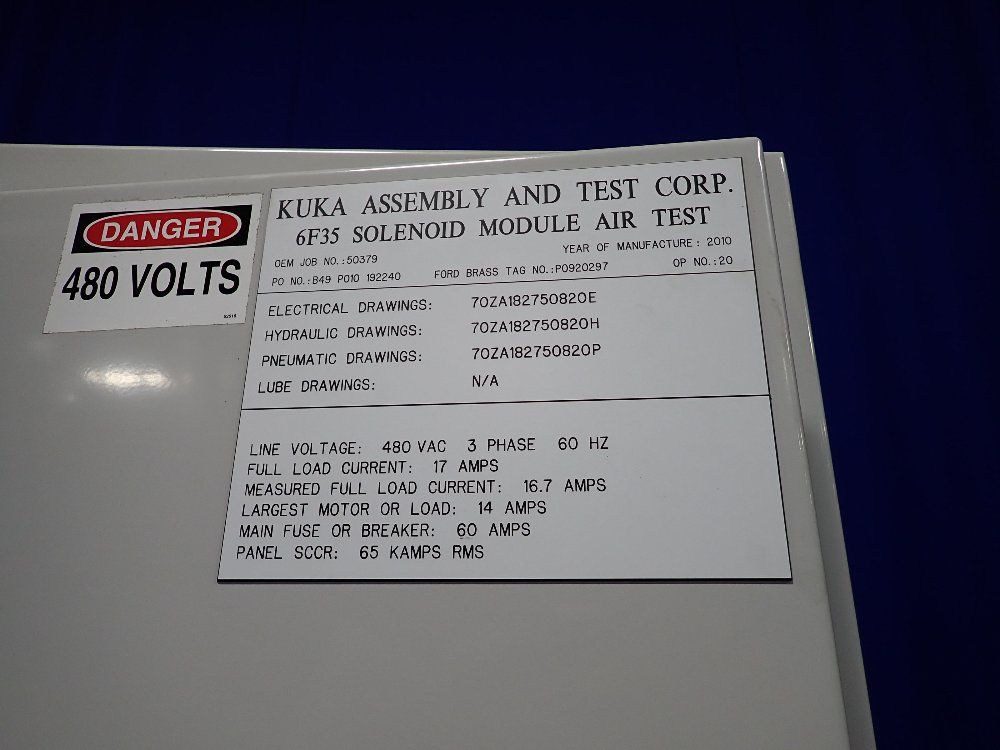 DANGER
480 VOLTS
KUKA ASSEMBLY AND TEST CORP.
6F35 SOLENOID MODULE AIR TEST
OEM JOB NO.:50379 YEAR OF MANUFACTURE: 2010
PO NO.:B49 P010 192240 FORD BRASS TAG NO.:P0920297 OP NO.:20
ELECTRICAL DRAWINGS: 70ZA182750820E
HYDRAULIC DRAWINGS: 70ZA182750820H
PNEUMATIC DRAWINGS: 70ZA182750820P
LUBE DRAWINGS: N/A
LINE VOLTAGE: 480 VAC 3 PHASE 60 HZ
FULL LOAD CURRENT: 17 AMPS
MEASURED FULL LOAD CURRENT: 16.7 AMPS
LARGEST MOTOR OR LOAD: 14 AMPS
MAIN FUSE OR BREAKER: 60 AMPS
PANEL SCCR: 65 KAMPS RMS